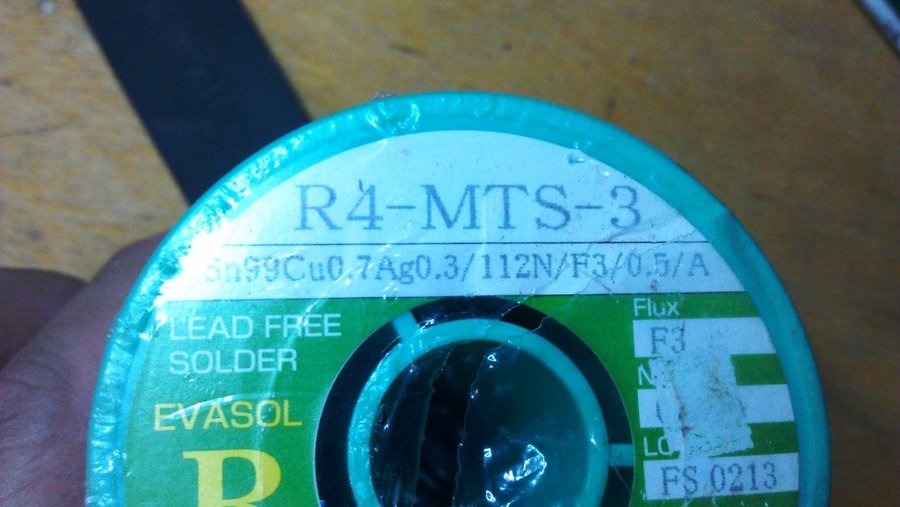 R4-MTS-3
Sn99Cu0.7Ag0.3/112N/F3/0.5/A
LEAD FREE
SOLDER
EVASOL
R
Flux
F3
FS 0213